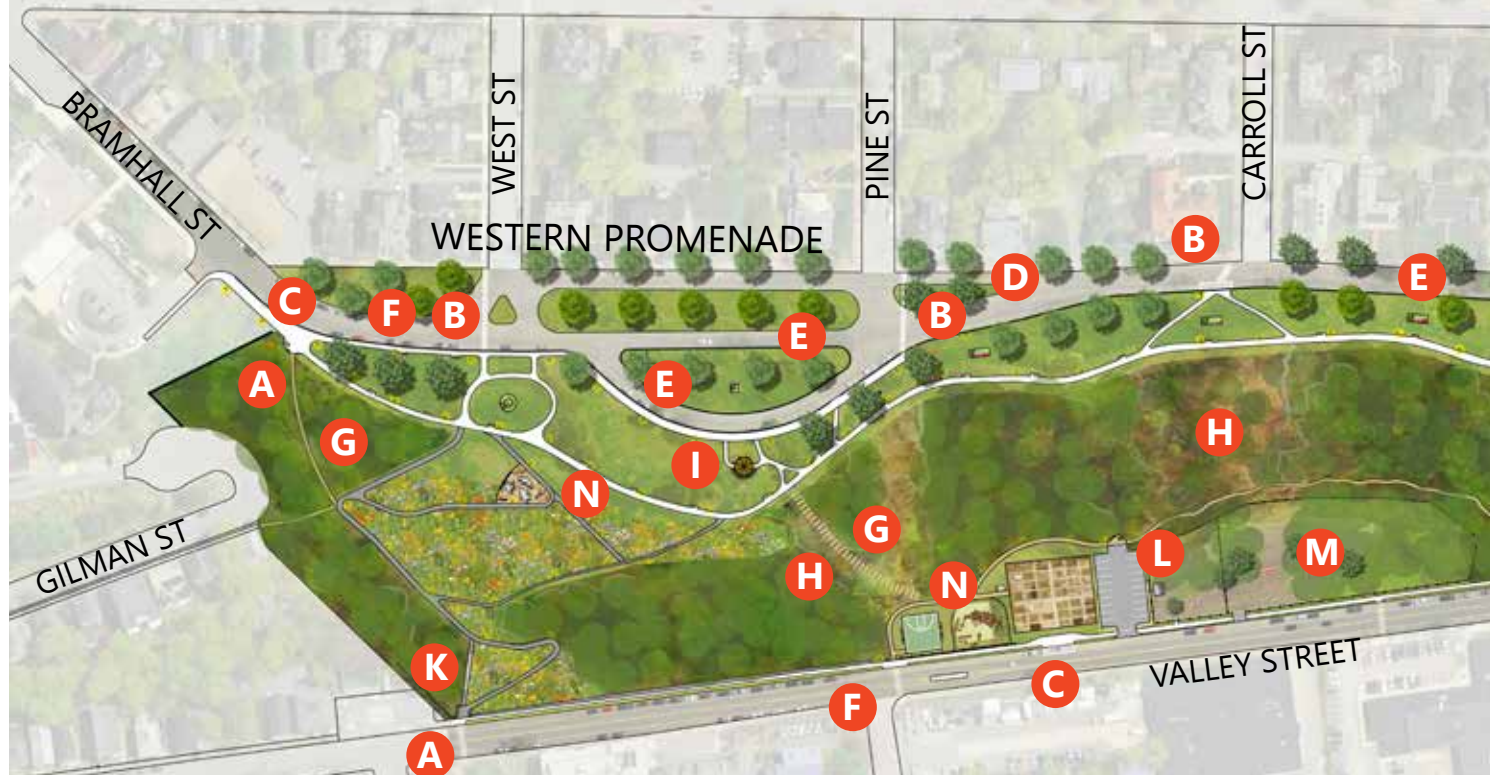 BRAMHALL ST
WEST ST
PINE ST
CARROLL ST
WESTERN PROMENADE
B
D
E
C
F
B
B
E
E
A
G
H
I
N
G
L
M
H
N
GILMAN ST
K
VALLEY STREET
C
F
A